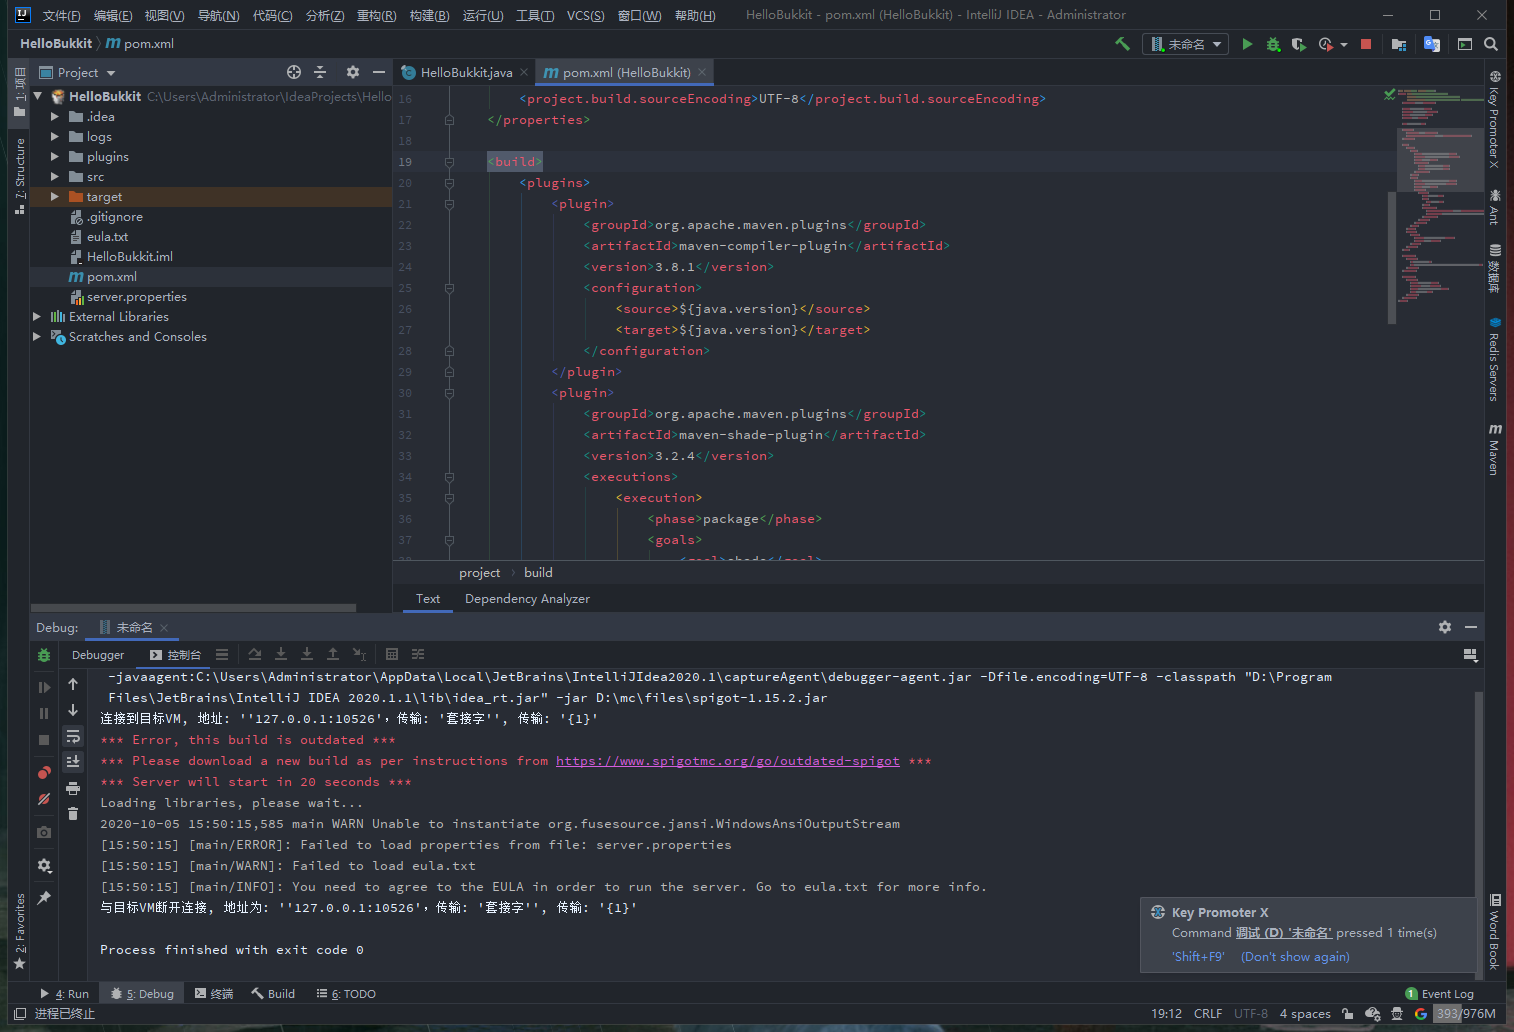 文件(F) 编辑(E) 视图(V) 导航(N) 代码(C) 分析(Z) 重构(R) 构建(B) 运行(U) 工具(T) VCS(S) 窗口(W) 帮助(H) HelloBukkit - pom.xml (HelloBukkit) - IntelliJ IDEA - Administrator
HelloBukkit pom.xml
未命名
Project
HelloBukkit.java
pom.xml (HelloBukkit)
1: 项目
7: Structure
2: Favorites
HelloBukkit C:\Users\Administrator\IdeaProjects\Hello
.idea
logs
plugins
src
target
.gitignore
eula.txt
HelloBukkit.iml
pom.xml
server.properties
External Libraries
Scratches and Consoles
16 <project.build.sourceEncoding>UTF-8</project.build.sourceEncoding>
17 </properties>
18
19 <build>
20 <plugins>
21 <plugin>
22 <groupId>org.apache.maven.plugins</groupId>
23 <artifactId>maven-compiler-plugin</artifactId>
24 <version>3.8.1</version>
25 <configuration>
26 <source>${java.version}</source>
27 <target>${java.version}</target>
28 </configuration>
29 </plugin>
30 <plugin>
31 <groupId>org.apache.maven.plugins</groupId>
32 <artifactId>maven-shade-plugin</artifactId>
33 <version>3.2.4</version>
34 <executions>
35 <execution>
36 <phase>package</phase>
37 <goals>
project build
Text Dependency Analyzer
Key Promoter X
Ant
数据库
Redis Servers
Maven
Word Book
Debug: 未命名
Debugger 控制台
-javaagent:C:\Users\Administrator\AppData\Local\JetBrains\IntelliJIdea2020.1\captureAgent\debugger-agent.jar -Dfile.encoding=UTF-8 -classpath "D:\Program
Files\JetBrains\IntelliJ IDEA 2020.1.1\lib\idea_rt.jar" -jar D:\mc\files\spigot-1.15.2.jar
连接到目标VM, 地址: ''127.0.0.1:10526'，传输: '套接字'', 传输: '{1}'
*** Error, this build is outdated ***
*** Please download a new build as per instructions from https://www.spigotmc.org/go/outdated-spigot ***
*** Server will start in 20 seconds ***
Loading libraries, please wait...
2020-10-05 15:50:15,585 main WARN Unable to instantiate org.fusesource.jansi.WindowsAnsiOutputStream
[15:50:15] [main/ERROR]: Failed to load properties from file: server.properties
[15:50:15] [main/WARN]: Failed to load eula.txt
[15:50:15] [main/INFO]: You need to agree to the EULA in order to run the server. Go to eula.txt for more info.
与目标VM断开连接, 地址为: ''127.0.0.1:10526'，传输: '套接字'', 传输: '{1}'
Process finished with exit code 0
Key Promoter X
Command 调试 (D) '未命名' pressed 1 time(s)
'Shift+F9' (Don't show again)
4: Run 5: Debug 终端 Build 6: TODO 1 Event Log
进程已终止 19:12 CRLF UTF-8 4 spaces 393/976M